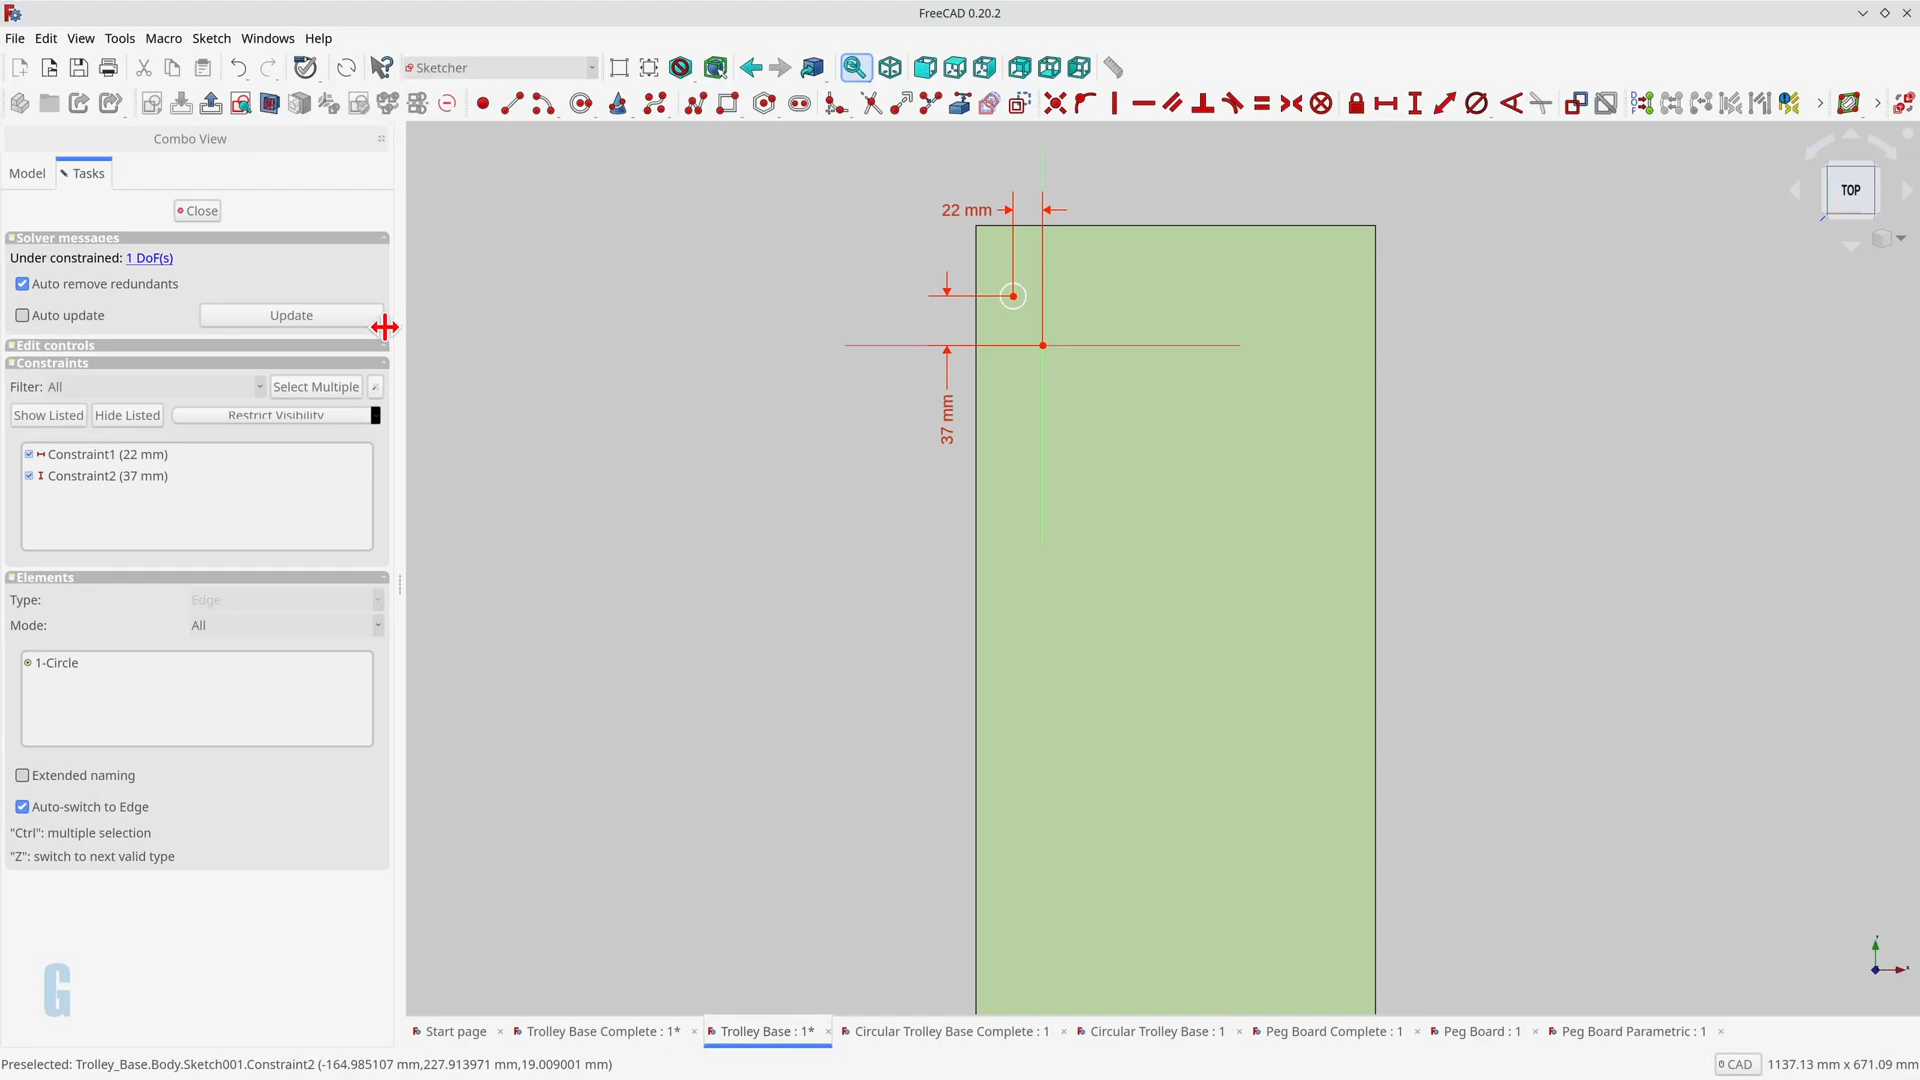 FreeCAD 0.20.2
File Edit View Tools Macro Sketch Windows Help
Sketcher
Combo View
Model Tasks
Close
Solver messages
Under constrained: 1 DoF(s)
Auto remove redundants
Auto update Update
Edit controls
Constraints
Filter: All Select Multiple
Show Listed Hide Listed Restrict Visibility
Constraint1 (22 mm)
Constraint2 (37 mm)
Elements
Type: Edge
Mode: All
1-Circle
Extended naming
Auto-switch to Edge
"Ctrl": multiple selection
"Z": switch to next valid type
G
22 mm
37 mm
TOP
Start page Trolley Base Complete : 1* Trolley Base : 1* Circular Trolley Base Complete : 1 Circular Trolley Base : 1 Peg Board Complete : 1 Peg Board : 1 Peg Board Parametric : 1
Preselected: Trolley_Base.Body.Sketch001.Constraint2 (-164.985107 mm,227.913971 mm,19.009001 mm) CAD 1137.13 mm x 671.09 mm